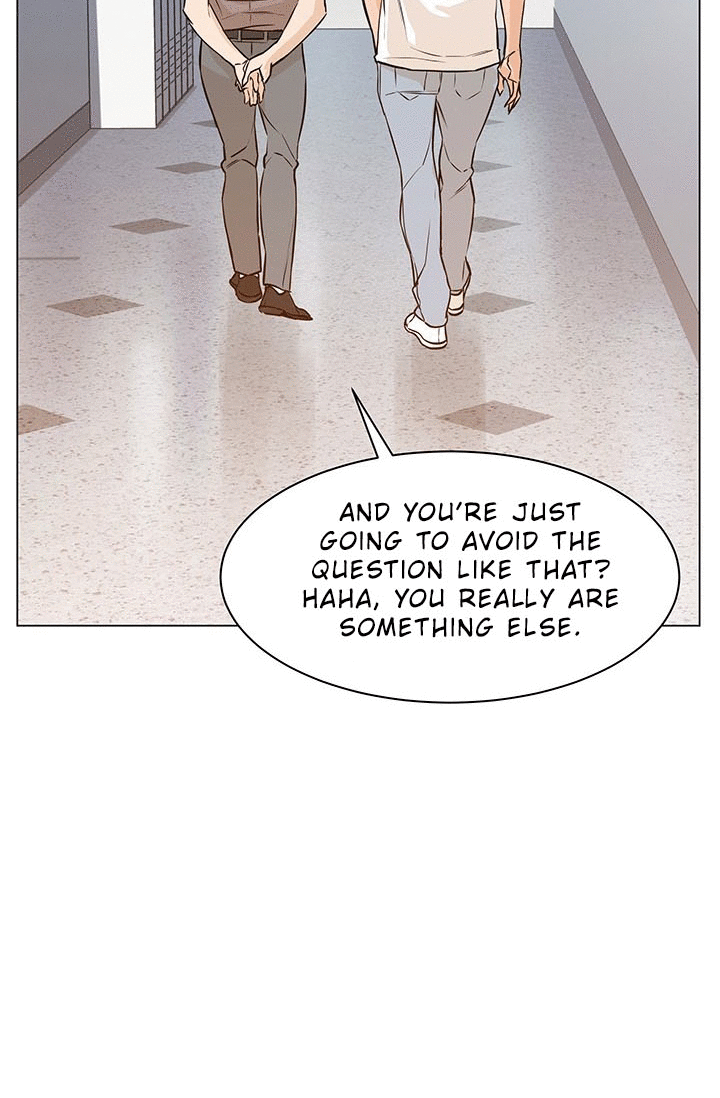 AND YOU'RE JUST
GOING TO AVOID THE
QUESTION LIKE THAT?
HAHA, YOU REALLY ARE
SOMETHING ELSE.